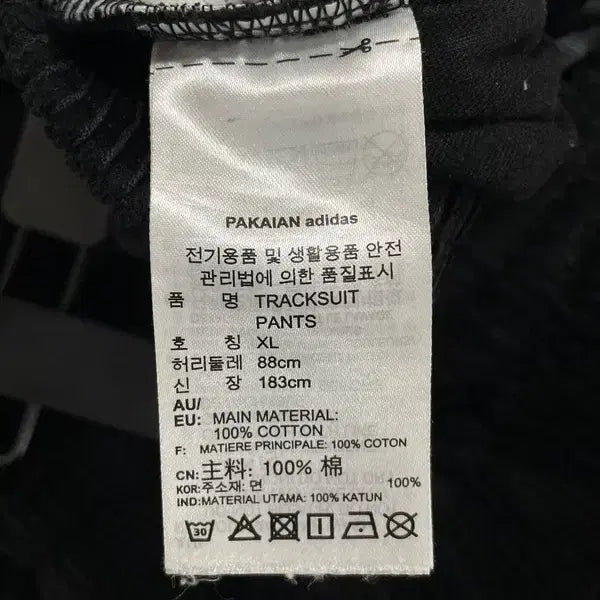 PAKAIAN adidas
전기용품 및 생활용품 안전
관리법에 의한 품질표시
품 명 TRACKSUIT
PANTS
호 칭 XL
허리둘레 88cm
신 장 183cm
AU/
EU: MAIN MATERIAL:
100% COTTON
F: MATIERE PRINCIPALE: 100% COTON
CN: 主料: 100% 棉
KOR:주소재: 면 100%
IND:MATERIAL UTAMA: 100% KATUN
30